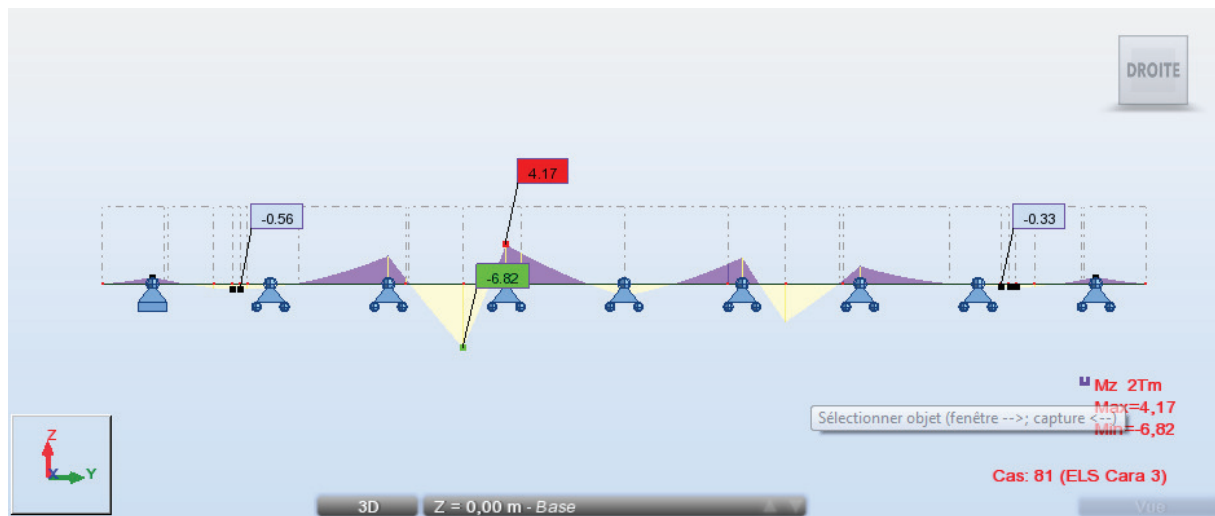 DROITE
4.17
-0.56
-0.33
-6.82
Mz 2Tm
Max=4,17
Sélectionner objet (fenêtre -->; capture <--)
Min=-6,82
Cas: 81 (ELS Cara 3)
Z
X
Y
3D
Z = 0,00 m - Base
Vue